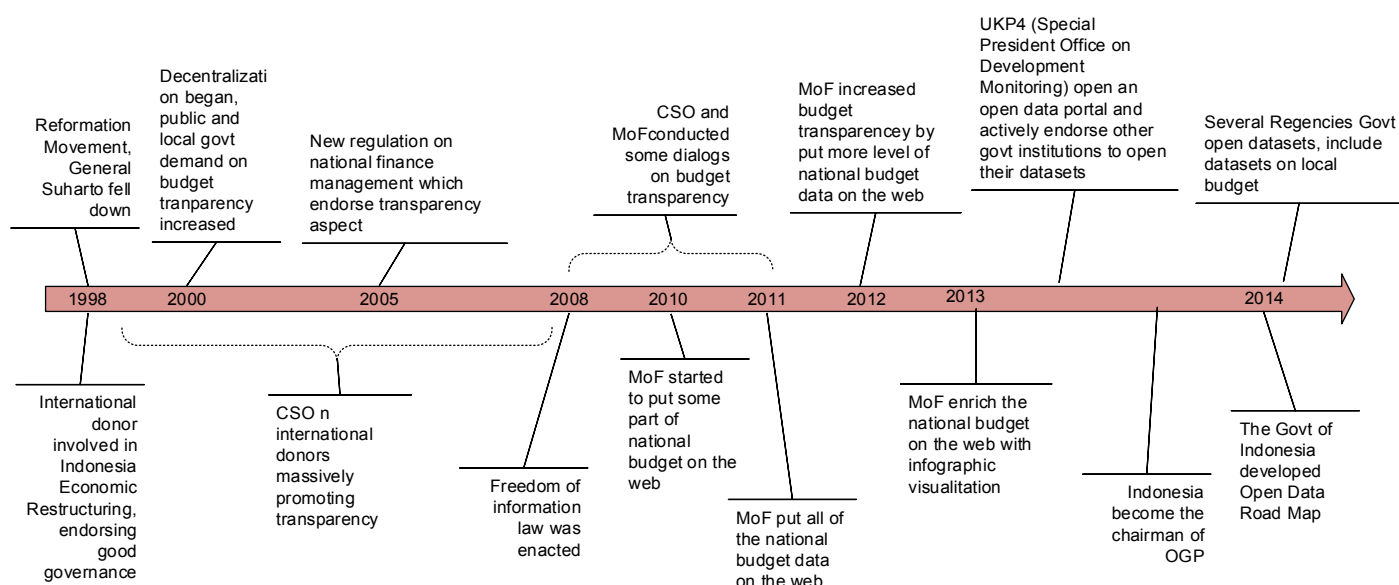 Reformation
Movement,
General
Suharto fell
down
Decentralizati
on began,
public and
local govt
demand on
budget
tranparency
increased
New regulation on
national finance
management which
endorse transparency
aspect
CSO and
MoFconducted
some dialogs
on budget
transparency
MoF increased
budget
transparencey by
put more level of
national budget
data on the web
UKP4 (Special
President Office on
Development
Monitoring) open an
open data portal and
actively endorse other
govt institutions to open
their datasets
Several Regencies Govt
open datasets, include
datasets on local
budget
1998
2000
2005
2008
2010
2011
2012
2013
2014
International
donor
involved in
Indonesia
Economic
Restructuring,
endorsing
good
governance
CSO n
international
donors
massively
promoting
transparency
Freedom of
information
law was
enacted
MoF started
to put some
part of
national
budget on the
web
MoF put all of
the national
budget data
on the web
MoF enrich the
national budget
on the web with
infographic
visualitation
Indonesia
become the
chairman of
OGP
The Govt of
Indonesia
developed
Open Data
Road Map